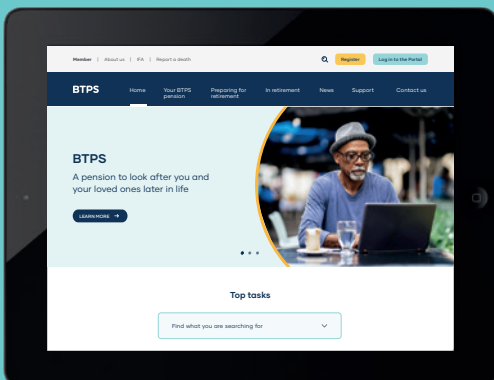 Member | About us | IFS | Report a death
Register
Log in to the Portal
BTPS
Home
Your BTPS
pension
Preparing for
retirement
In retirement
News
Support
Contact us
BTPS
A pension to look after you and
your loved ones later in life
LEARN MORE
Top tasks
Find what you are searching for